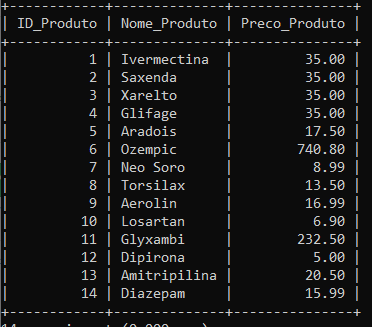 +------------+--------------+---------------+
| ID_Produto | Nome_Produto | Preco_Produto |
+------------+--------------+---------------+
| 1 | Ivermectina | 35.00 |
| 2 | Saxenda | 35.00 |
| 3 | Xarelto | 35.00 |
| 4 | Glifage | 35.00 |
| 5 | Aradois | 17.50 |
| 6 | Ozempic | 740.80 |
| 7 | Neo Soro | 8.99 |
| 8 | Torsilax | 13.50 |
| 9 | Aerolin | 16.99 |
| 10 | Losartan | 6.90 |
| 11 | Glyxambi | 232.50 |
| 12 | Dipirona | 5.00 |
| 13 | Amitripilina | 20.50 |
| 14 | Diazepam | 15.99 |
+------------+--------------+---------------+